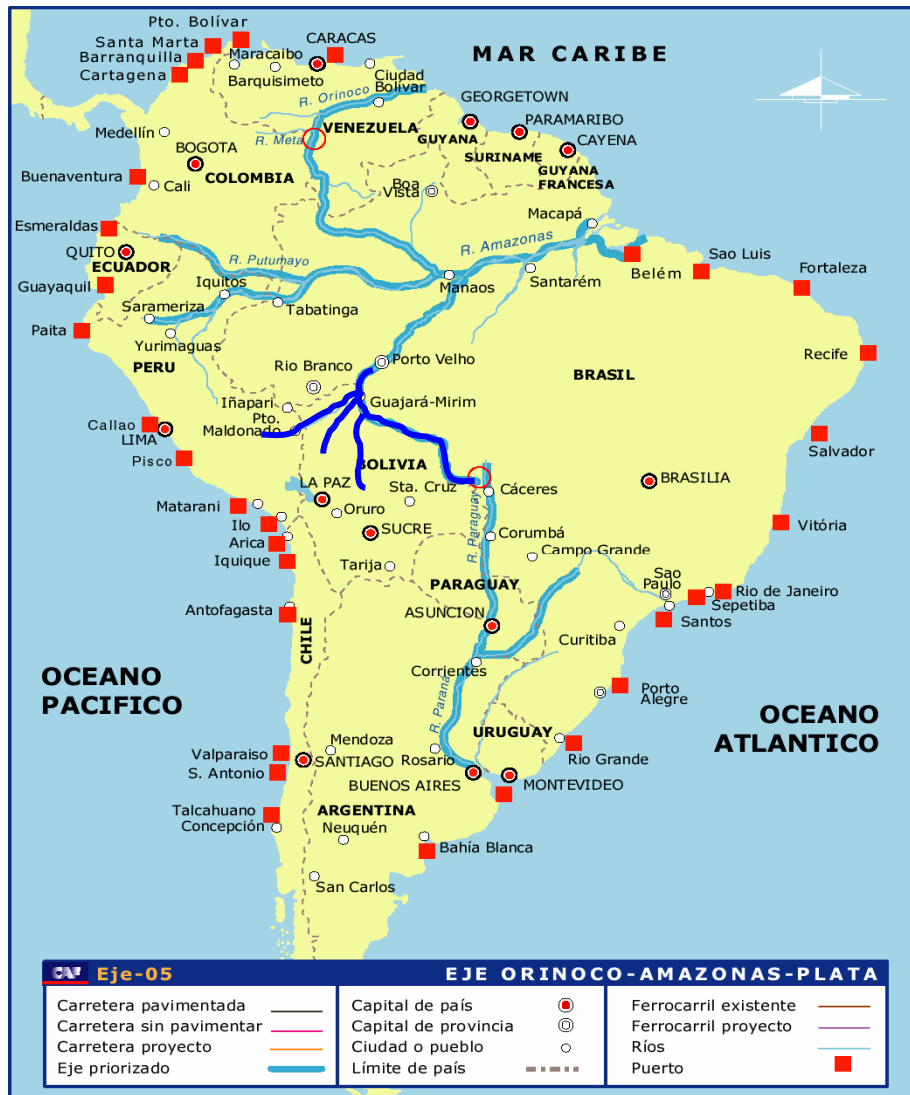 Pto. Bolívar
Santa Marta
Barranquilla
Cartagena
Maracaibo
Barquisimeto
CARACAS
Ciudad
Bolívar
MAR CARIBE
R. Orinoco
GEORGETOWN
PARAMARIBO
CAYENA
VENEZUELA
GUYANA
SURINAME
GUYANA
FRANCESA
R. Meta
Medellín
BOGOTA
COLOMBIA
Buenaventura
Cali
Boa
Vista
Macapá
Esmeraldas
QUITO
ECUADOR
R. Putumayo
R. Amazonas
Guayaquil
Iquitos
Sarameriza
Tabatinga
Manaos
Santarém
Belém
Sao Luis
Fortaleza
Paita
Yurimaguas
PERU
Rio Branco
Porto Velho
BRASIL
Recife
Iñapari
Pto.
Maldonado
Guajará-Mirim
Callao
LIMA
Pisco
BOLIVIA
Salvador
LA PAZ
Sta. Cruz
Cáceres
BRASILIA
Matarani
Oruro
Ilo
Arica
SUCRE
R. Paraguay
Corumbá
Vitória
Iquique
Tarija
Campo Grande
PARAGUAY
Sao
Paulo
Rio de Janeiro
Sepetiba
Santos
Antofagasta
ASUNCION
Curitiba
CHILE
Corrientes
OCEANO
PACIFICO
R. Paraná
Porto
Alegre
OCEANO
ATLANTICO
URUGUAY
Rio Grande
Valparaiso
S. Antonio
Mendoza
SANTIAGO
Rosario
BUENOS AIRES
MONTEVIDEO
Talcahuano
Concepción
ARGENTINA
Neuquén
Bahía Blanca
San Carlos
CAF Eje-05 EJE ORINOCO-AMAZONAS-PLATA
Carretera pavimentada
Carretera sin pavimentar
Carretera proyecto
Eje priorizado
Capital de país
Capital de provincia
Ciudad o pueblo
Límite de país
Ferrocarril existente
Ferrocarril proyecto
Ríos
Puerto